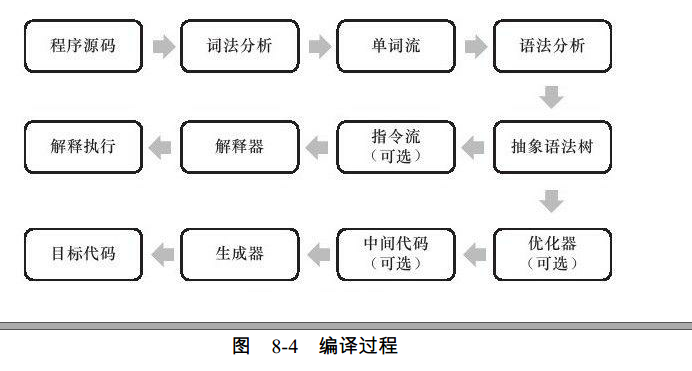 程序源码
词法分析
单词流
语法分析
解释执行
解释器
指令流
（可选）
抽象语法树
目标代码
生成器
中间代码
（可选）
优化器
（可选）
图 8-4 编译过程